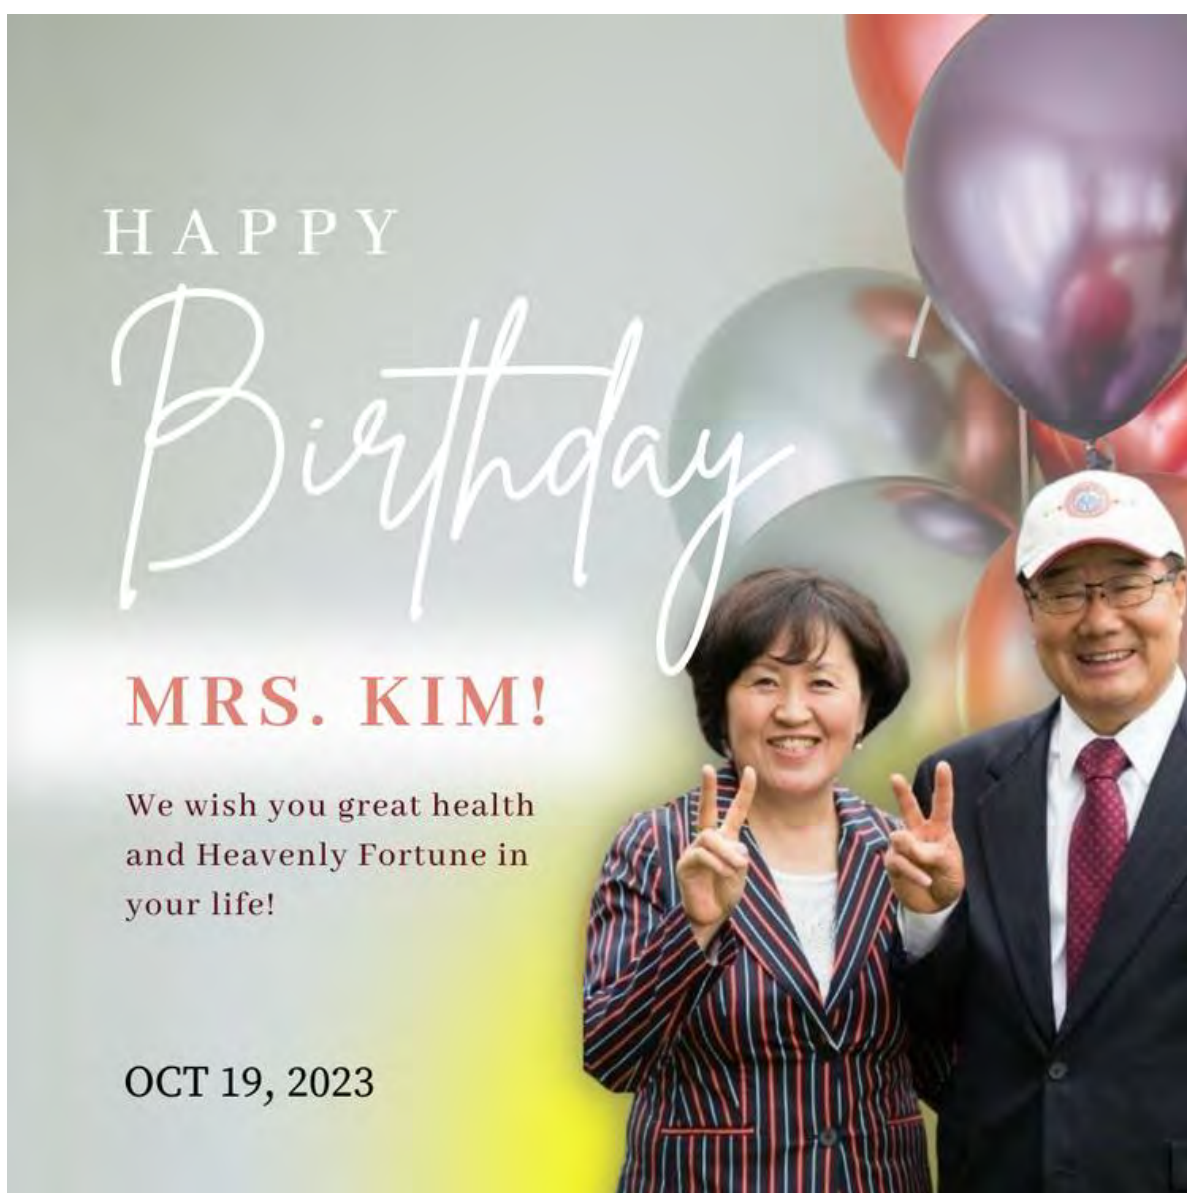 HAPPY
Birthday
MRS. KIM!
We wish you great health
and Heavenly Fortune in
your life!
OCT 19, 2023